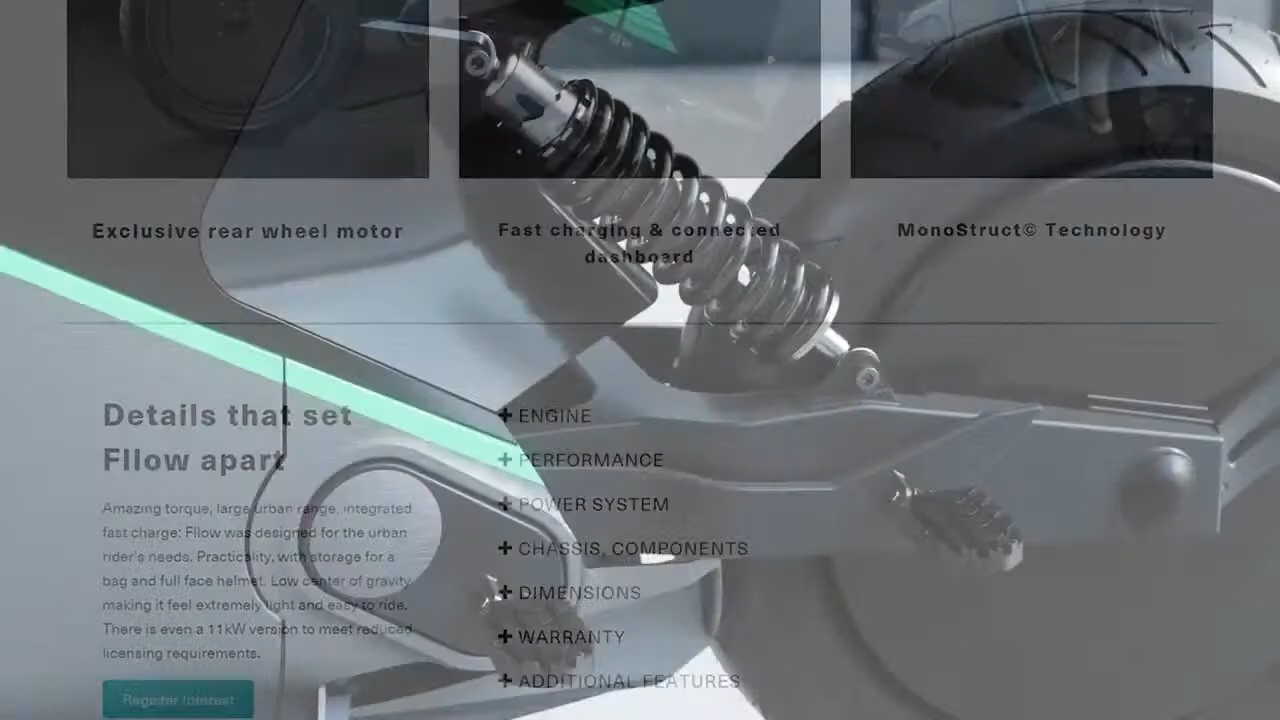 Exclusive rear wheel motor
Fast charging & connected
dashboard
MonoStruct© Technology
Details that set
Fllow apart
Amazing torque, large urban range, integrated
fast charge: Fllow was designed for the urban
rider's needs. Practicality, with storage for a
bag and full face helmet. Low center of gravity
making it feel extremely light and easy to ride.
There is even a 11kW version to meet reduced
licensing requirements.
Register Interest
+ ENGINE
+ PERFORMANCE
+ POWER SYSTEM
+ CHASSIS, COMPONENTS
+ DIMENSIONS
+ WARRANTY
+ ADDITIONAL FEATURES